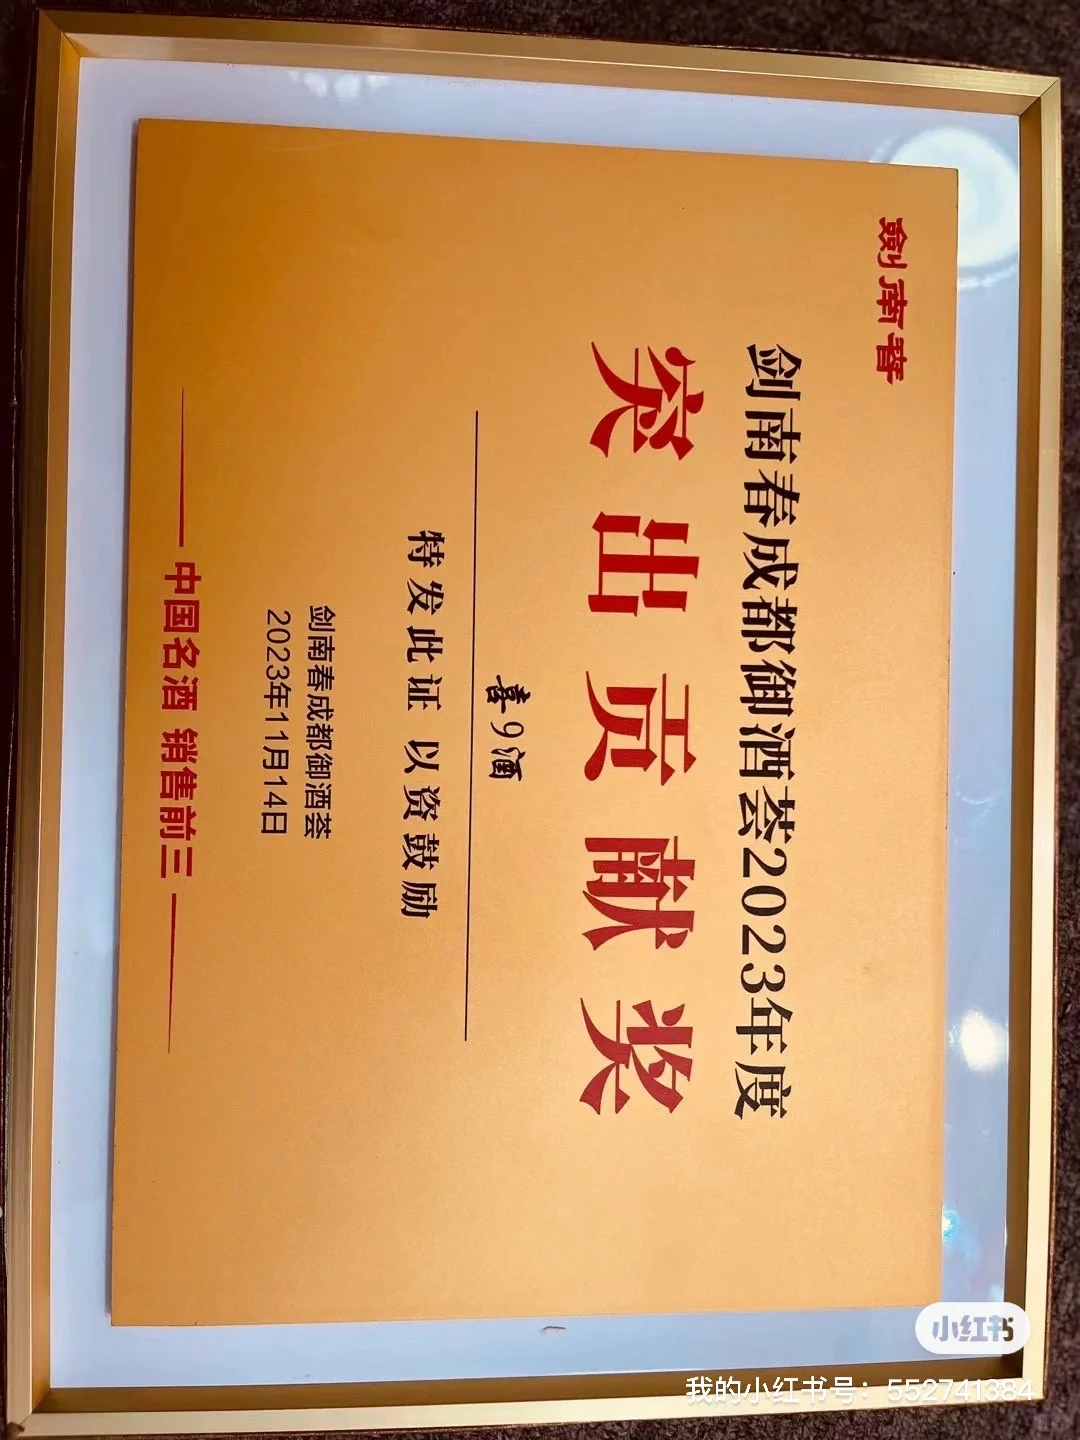 劍南春
剑南春成都御酒荟2023年度
突出贡献奖
喜9酒
特发此证 以资鼓励
剑南春成都御酒荟
2023年11月14日
中国名酒 销售前三
小红书
我的小红书号：552741384